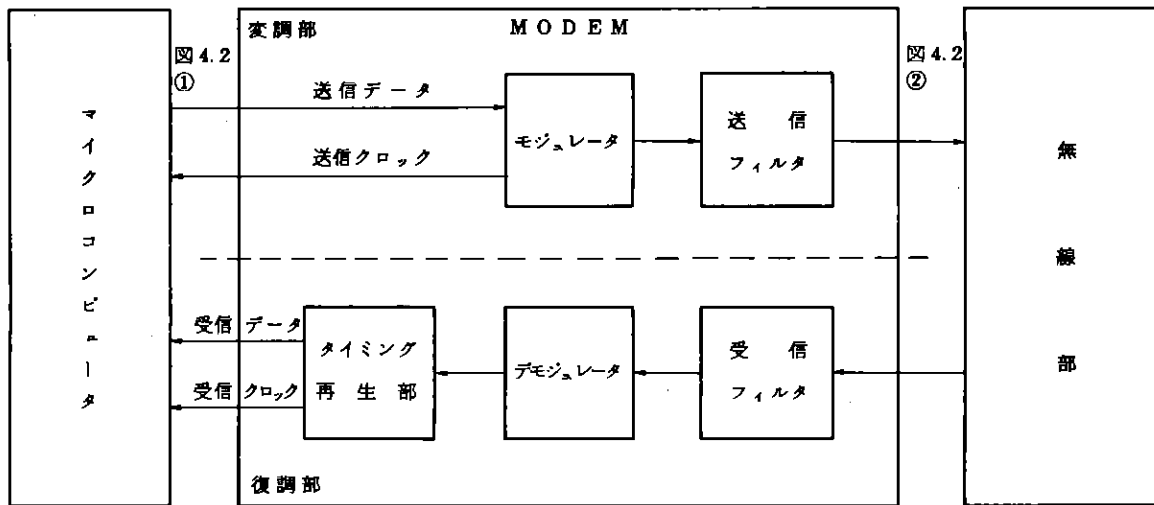 変調部
MODEM
図4.2
①
図4.2
②
マイクロコンピュータ
送信データ
送信クロック
モジュレータ
送信
フィルタ
無線部
受信データ
受信クロック
タイミング
再生部
デモジュレータ
受信
フィルタ
復調部